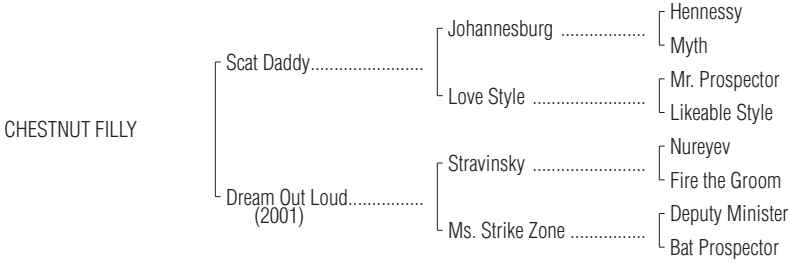 Hennessy
Johannesburg ...................
Myth
Scat Daddy.......................
Mr. Prospector
Love Style .......................
Likeable Style
CHESTNUT FILLY
Nureyev
Stravinsky .......................
Fire the Groom
Dream Out Loud................
(2001)
Deputy Minister
Ms. Strike Zone ................
Bat Prospector